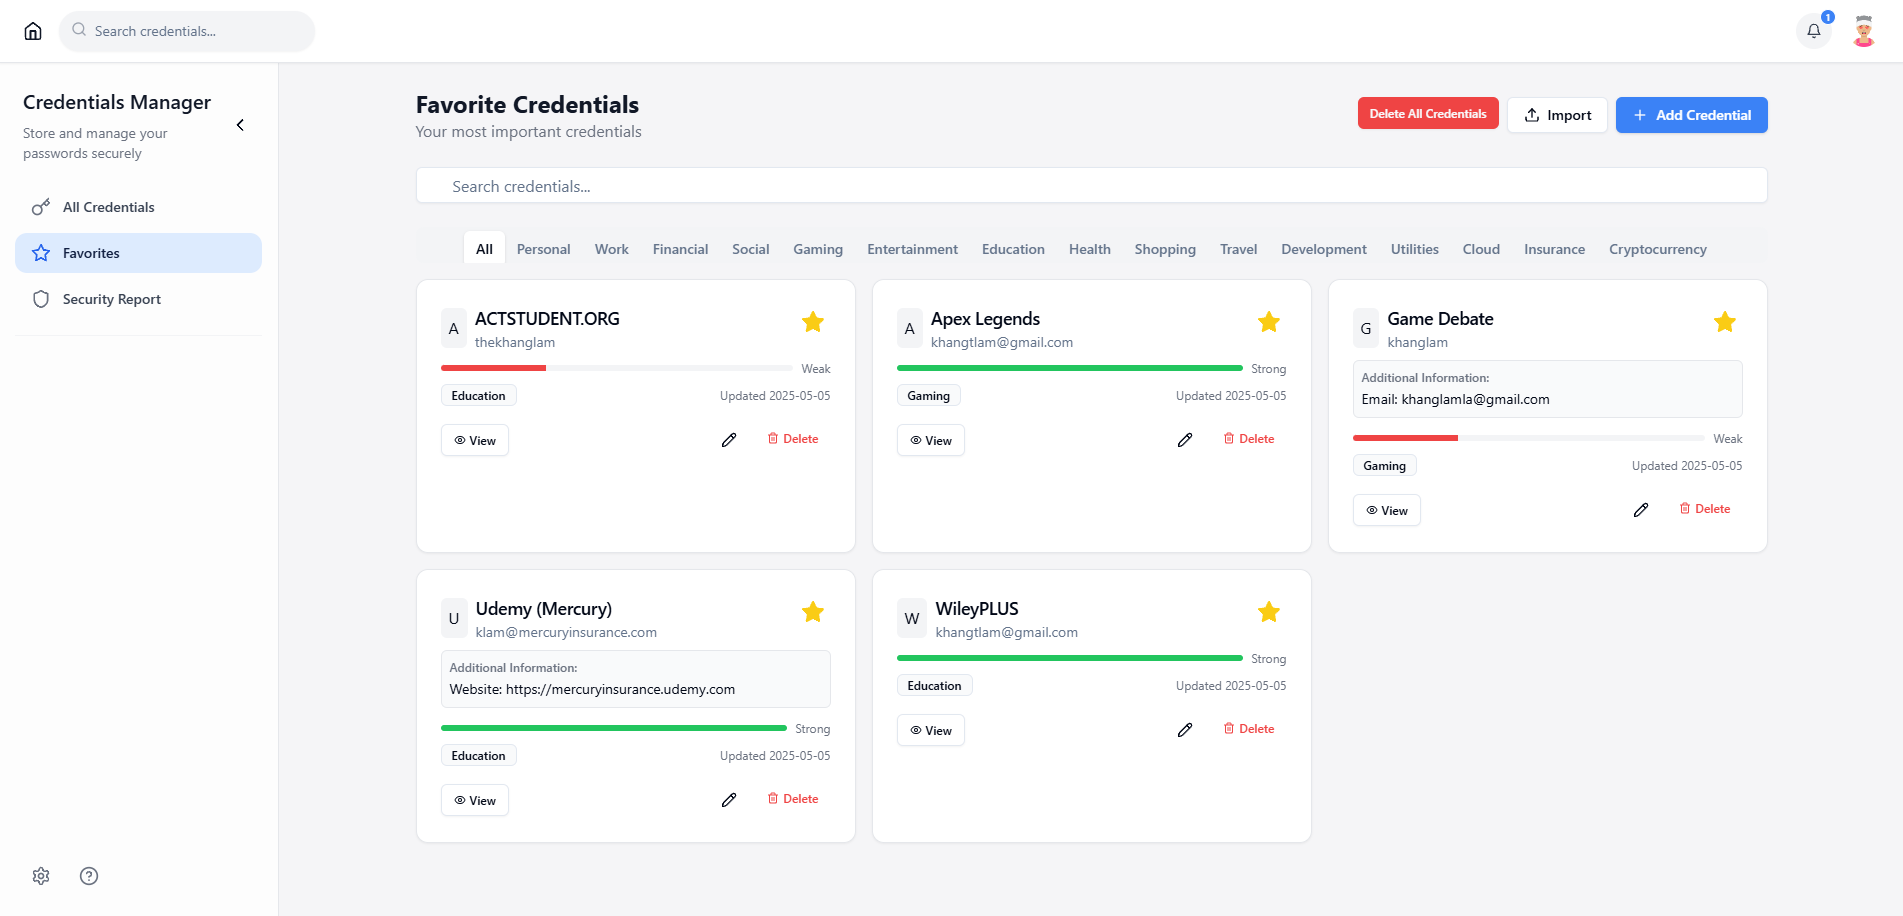 Search credentials...
1
Credentials Manager
Store and manage your
passwords securely
All Credentials
Favorites
Security Report
Favorite Credentials
Your most important credentials
Delete All Credentials
Import
Add Credential
Search credentials...
All Personal Work Financial Social Gaming Entertainment Education Health Shopping Travel Development Utilities Cloud Insurance Cryptocurrency
A
ACTSTUDENT.ORG
thekhanglam
Weak
Education
Updated 2025-05-05
View
Delete
A
Apex Legends
khangtlam@gmail.com
Strong
Gaming
Updated 2025-05-05
View
Delete
G
Game Debate
khanglam
Additional Information:
Email: khanglamla@gmail.com
Weak
Gaming
Updated 2025-05-05
View
Delete
U
Udemy (Mercury)
klam@mercuryinsurance.com
Additional Information:
Website: https://mercuryinsurance.udemy.com
Strong
Education
Updated 2025-05-05
View
Delete
W
WileyPLUS
khangtlam@gmail.com
Strong
Education
Updated 2025-05-05
View
Delete